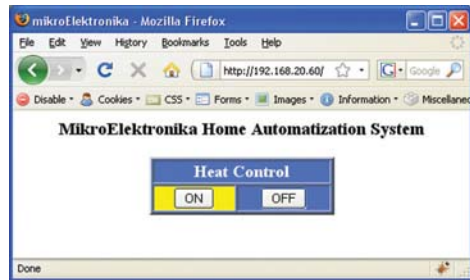 mikroElektronika - Mozilla Firefox
File Edit View History Bookmarks Tools Help
http://192.168.20.60/ G Google
Disable Cookies CSS Forms Images Information Miscellaneo
MikroElektronika Home Automatization System
Heat Control
ON OFF
Done